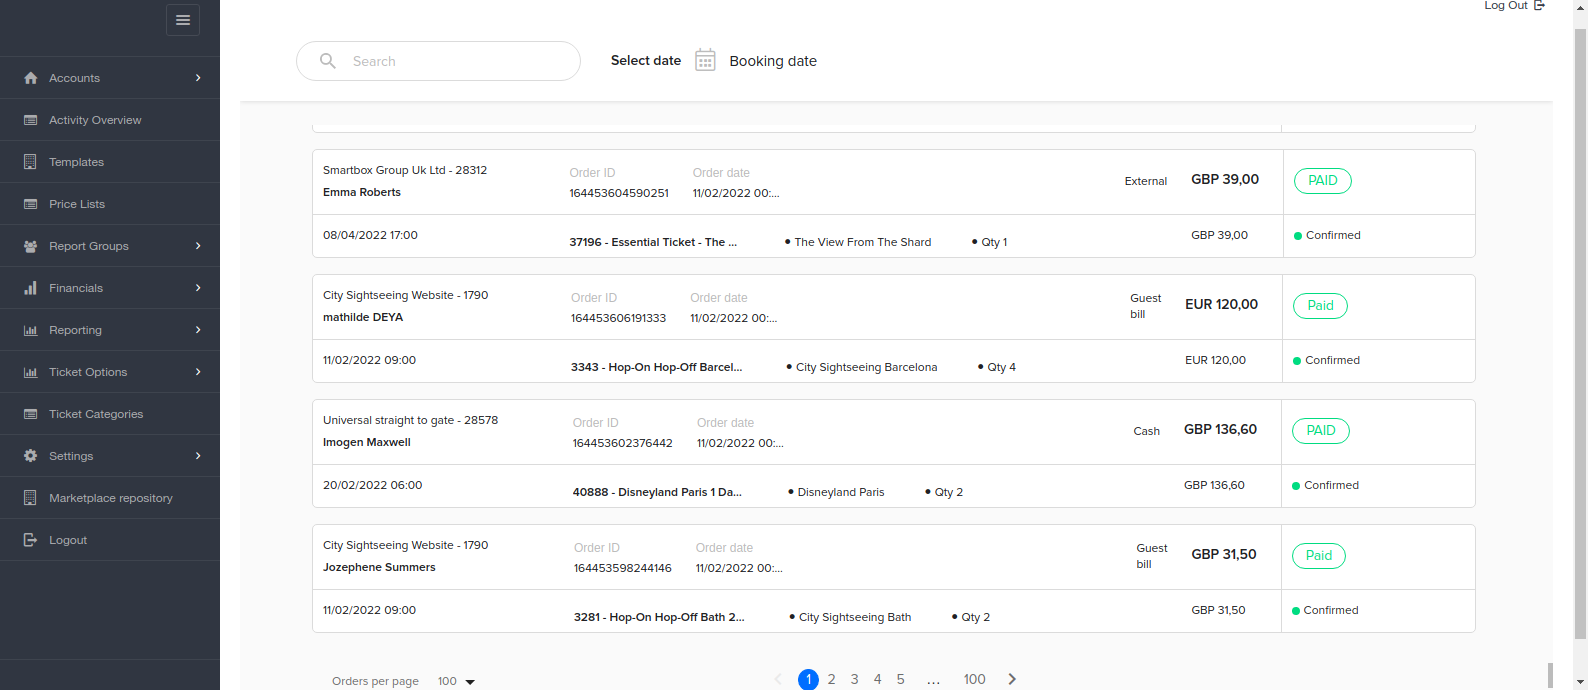 Log Out
Search
Select date Booking date
Accounts
Activity Overview
Templates
Price Lists
Report Groups
Financials
Reporting
Ticket Options
Ticket Categories
Settings
Marketplace repository
Logout
Smartbox Group Uk Ltd - 28312 Order ID Order date
Emma Roberts 164453604590251 11/02/2022 00:... External GBP 39,00 PAID
08/04/2022 17:00 37196 - Essential Ticket - The ... • The View From The Shard • Qty 1 GBP 39,00 Confirmed
City Sightseeing Website - 1790 Order ID Order date Guest
mathilde DEYA 164453606191333 11/02/2022 00:... bill EUR 120,00 Paid
11/02/2022 09:00 3343 - Hop-On Hop-Off Barcel... • City Sightseeing Barcelona • Qty 4 EUR 120,00 Confirmed
Universal straight to gate - 28578 Order ID Order date
Imogen Maxwell 164453602376442 11/02/2022 00:... Cash GBP 136,60 PAID
20/02/2022 06:00 40888 - Disneyland Paris 1 Da... • Disneyland Paris • Qty 2 GBP 136,60 Confirmed
City Sightseeing Website - 1790 Order ID Order date Guest
Jozephene Summers 164453598244146 11/02/2022 00:... bill GBP 31,50 Paid
11/02/2022 09:00 3281 - Hop-On Hop-Off Bath 2... • City Sightseeing Bath • Qty 2 GBP 31,50 Confirmed
Orders per page 100 1 2 3 4 5 ... 100